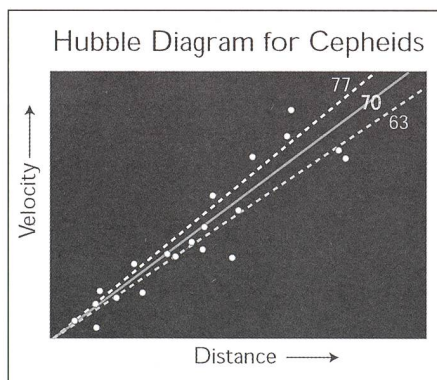 Hubble Diagram for Cepheids
77
70
63
Velocity
Distance